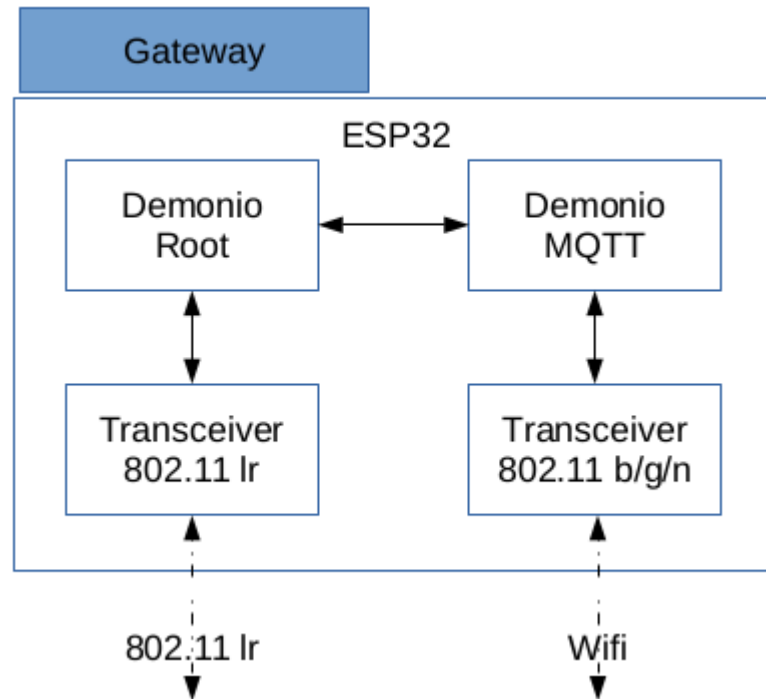 Gateway
ESP32
Demonio
Root
Demonio
MQTT
Transceiver
802.11 lr
Transceiver
802.11 b/g/n
802.11 lr
Wifi